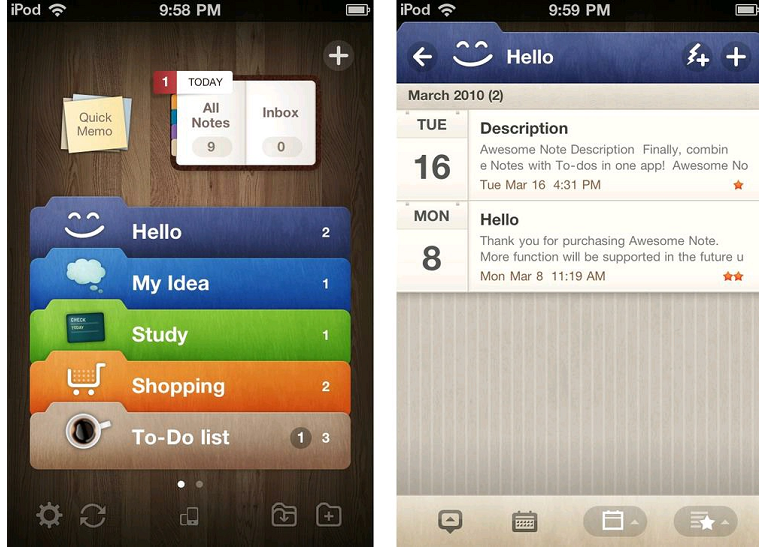 iPod 9:58 PM
1 TODAY
Quick
Memo
All
Notes
9
Inbox
0
Hello 2
My Idea 1
CHECK
TODAY
Study 1
Shopping 2
To-Do list 1 3
iPod 9:59 PM
Hello
March 2010 (2)
TUE
16
Description
Awesome Note Description Finally, combin
e Notes with To-dos in one app! Awesome No
Tue Mar 16 4:31 PM
MON
8
Hello
Thank you for purchasing Awesome Note.
More function will be supported in the future u
Mon Mar 8 11:19 AM